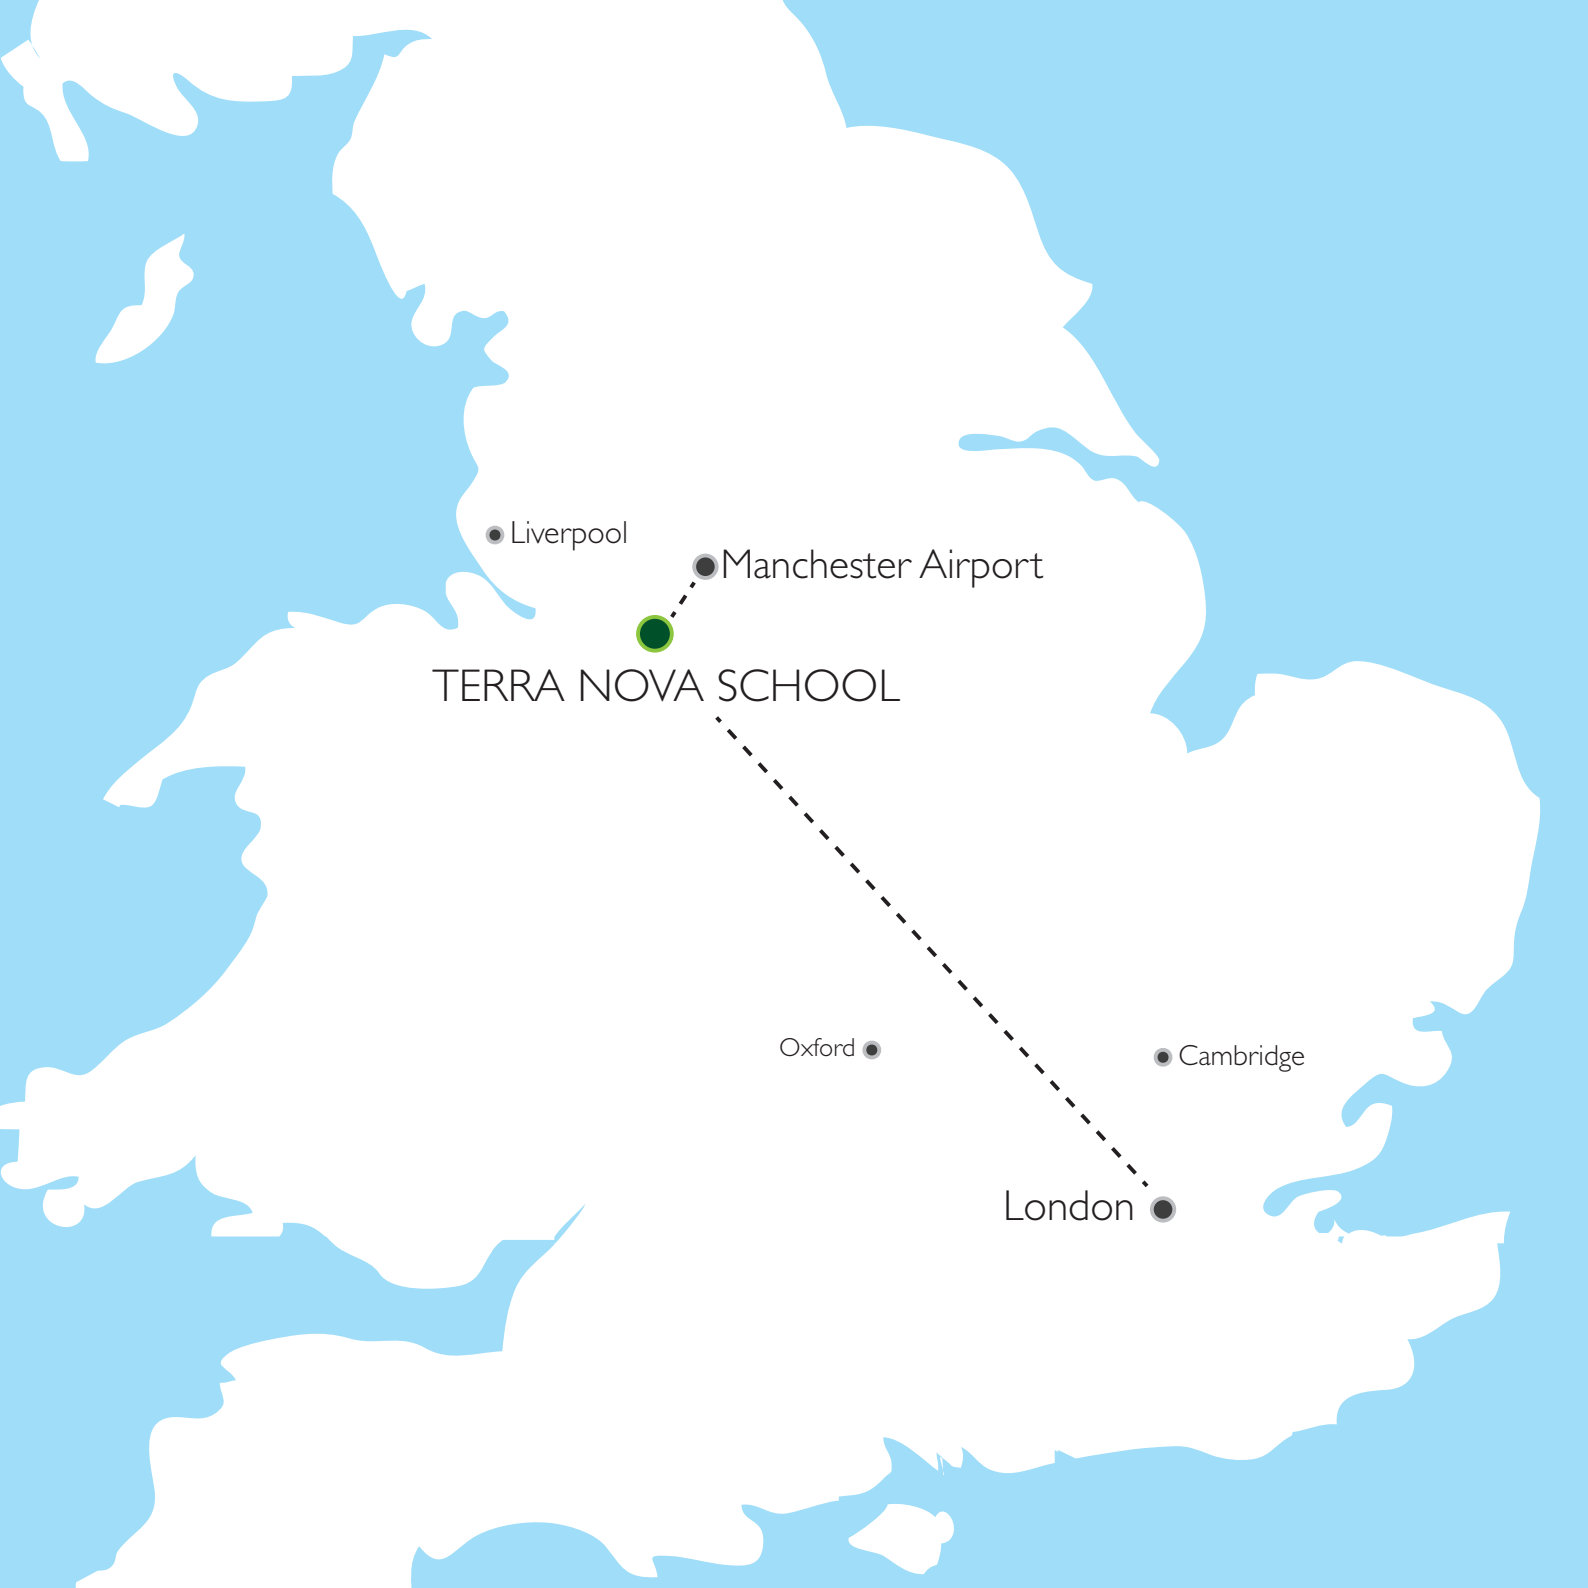 Liverpool
Manchester Airport
TERRA NOVA SCHOOL
Oxford
Cambridge
London